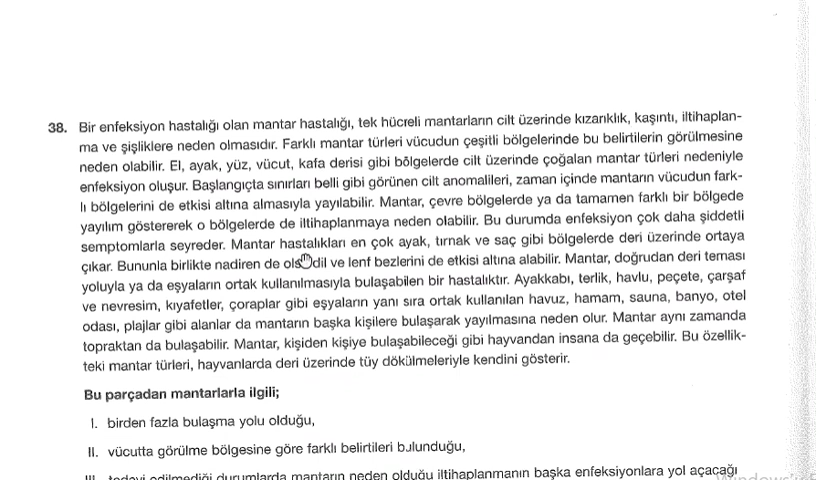 38. Bir enfeksiyon hastalığı olan mantar hastalığı, tek hücreli mantarların cilt üzerinde kızarıklık, kaşıntı, iltihaplan-
ma ve şişliklere neden olmasıdır. Farklı mantar türleri vücudun çeşitli bölgelerinde bu belirtilerin görülmesine
neden olabilir. El, ayak, yüz, vücut, kafa derisi gibi bölgelerde cilt üzerinde çoğalan mantar türleri nedeniyle
enfeksiyon oluşur. Başlangıçta sınırları belli gibi görünen cilt anomalileri, zaman içinde mantarın vücudun fark-
lı bölgelerini de etkisi altına almasıyla yayılabilir. Mantar, çevre bölgelerde ya da tamamen farklı bir bölgede
yayılım göstererek o bölgelerde de iltihaplanmaya neden olabilir. Bu durumda enfeksiyon çok daha şiddetli
semptomlarla seyreder. Mantar hastalıkları en çok ayak, tırnak ve saç gibi bölgelerde deri üzerinde ortaya
çıkar. Bununla birlikte nadiren de dil ve lenf bezlerini de etkisi altına alabilir. Mantar, doğrudan deri teması
yoluyla ya da eşyaların ortak kullanılmasıyla bulaşabilen bir hastalıktır. Ayakkabı, terlik, havlu, peçete, çarşaf
ve nevresim, kıyafetler, çoraplar gibi eşyaların yanı sıra ortak kullanılan havuz, hamam, sauna, banyo, otel
odası, plajlar gibi alanlar da mantarın başka kişilere bulaşarak yayılmasına neden olur. Mantar aynı zamanda
topraktan da bulaşabilir. Mantar, kişiden kişiye bulaşabileceği gibi hayvandan insana da geçebilir. Bu özellik-
teki mantar türleri, hayvanlarda deri üzerinde tüy dökülmeleriyle kendini gösterir.
Bu parçadan mantarlarla ilgili;
I. birden fazla bulaşma yolu olduğu,
II. vücutta görülme bölgesine göre farklı belirtileri bulunduğu,
III. tedavi edilmediği durumlarda mantarın neden olduğu iltihaplanmanın başka enfeksiyonlara yol açacağı